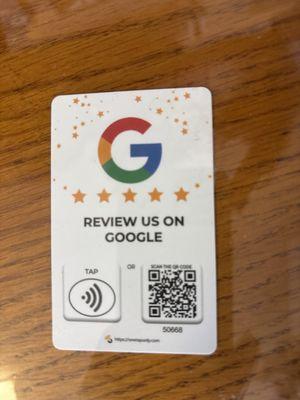 G
REVIEW US ON
GOOGLE
TAP
OR
SCAN THE QR CODE
50668